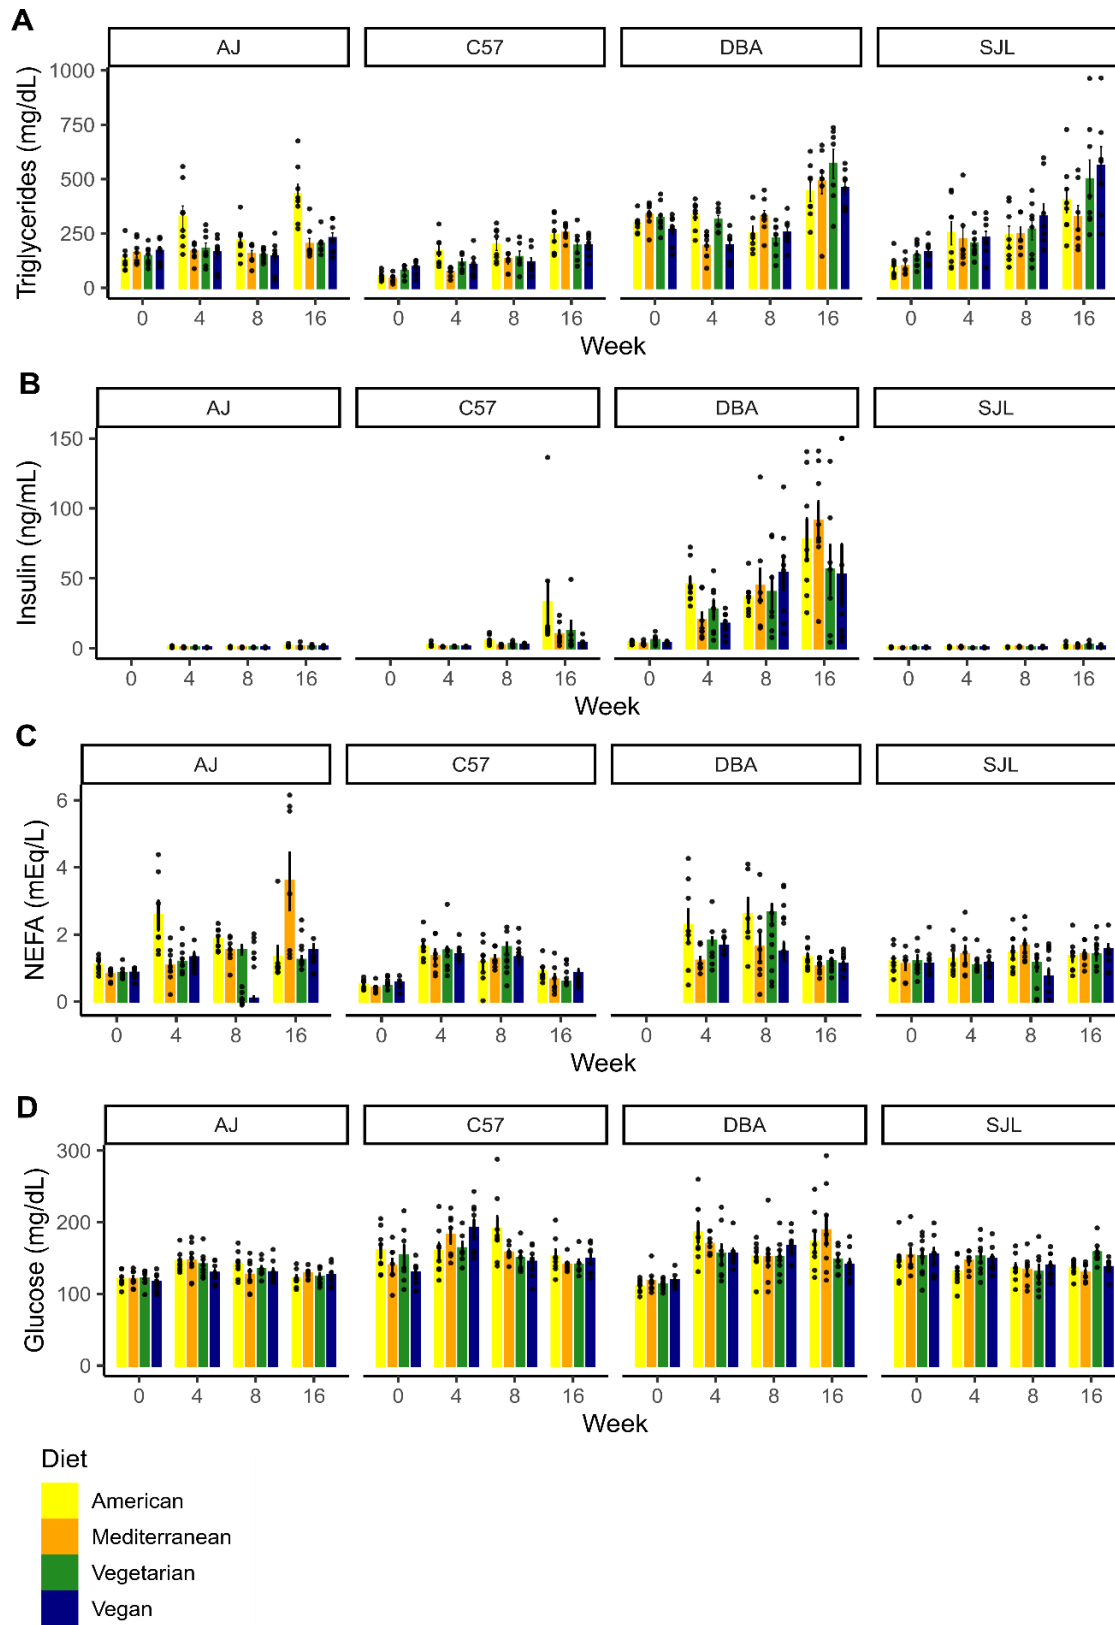 A
AJ C57 DBA SJL
Triglycerides (mg/dL)
1000
750
500
250
0
0 4 8 16 0 4 8 16 0 4 8 16 0 4 8 16
Week
B
AJ C57 DBA SJL
Insulin (ng/mL)
150
100
50
0
0 4 8 16 0 4 8 16 0 4 8 16 0 4 8 16
Week
C
AJ C57 DBA SJL
NEFA (mEq/L)
6
4
2
0
0 4 8 16 0 4 8 16 0 4 8 16 0 4 8 16
Week
D
AJ C57 DBA SJL
Glucose (mg/dL)
300
200
100
0
0 4 8 16 0 4 8 16 0 4 8 16 0 4 8 16
Week
Diet
American
Mediterranean
Vegetarian
Vegan